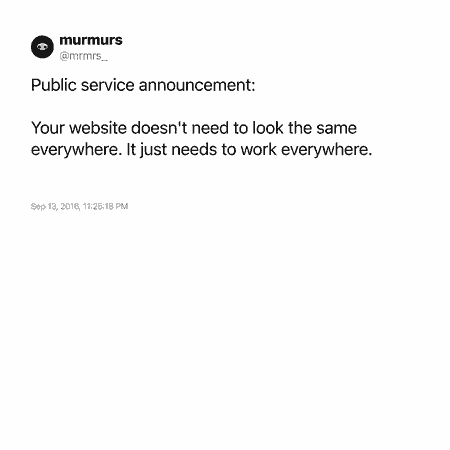 murmurs
@mrmrs_
Public service announcement:
Your website doesn't need to look the same
everywhere. It just needs to work everywhere.
Sep 13, 2016, 11:25:18 PM